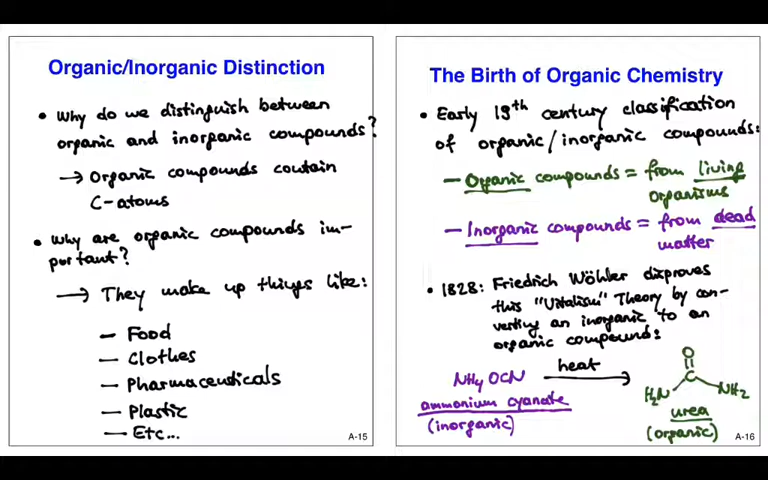 Organic/Inorganic Distinction
• Why do we distinguish between
organic and inorganic compounds?
→ Organic compounds contain
C-atoms
• Why are organic compounds im-
portant?
→ They make up things like:
– Food
– Clothes
– Pharmaceuticals
– Plastic
– Etc...
A-15
The Birth of Organic Chemistry
• Early 19th century classification
of organic/inorganic compounds:
– Organic compounds = from living
organisms
– Inorganic compounds = from dead
matter
• 1828: Friedrich Wöhler disproves
this "Vitalism" Theory by con-
verting an inorganic to an
organic compound:
NH4 OCN heat → O
H2N C NH2
ammonium cyanate urea
(inorganic) (organic)
A-16